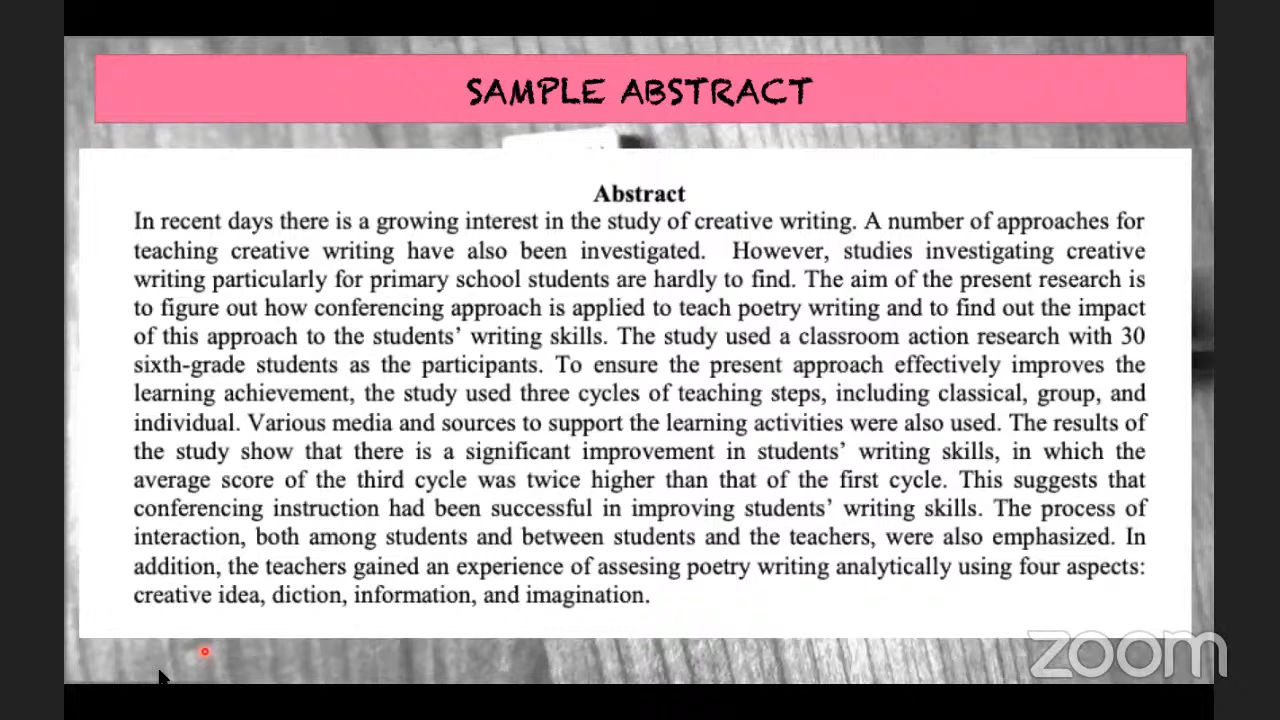 SAMPLE ABSTRACT
Abstract
In recent days there is a growing interest in the study of creative writing. A number of approaches for
teaching creative writing have also been investigated. However, studies investigating creative
writing particularly for primary school students are hardly to find. The aim of the present research is
to figure out how conferencing approach is applied to teach poetry writing and to find out the impact
of this approach to the students’ writing skills. The study used a classroom action research with 30
sixth-grade students as the participants. To ensure the present approach effectively improves the
learning achievement, the study used three cycles of teaching steps, including classical, group, and
individual. Various media and sources to support the learning activities were also used. The results of
the study show that there is a significant improvement in students’ writing skills, in which the
average score of the third cycle was twice higher than that of the first cycle. This suggests that
conferencing instruction had been successful in improving students’ writing skills. The process of
interaction, both among students and between students and the teachers, were also emphasized. In
addition, the teachers gained an experience of assesing poetry writing analytically using four aspects:
creative idea, diction, information, and imagination.
zoom